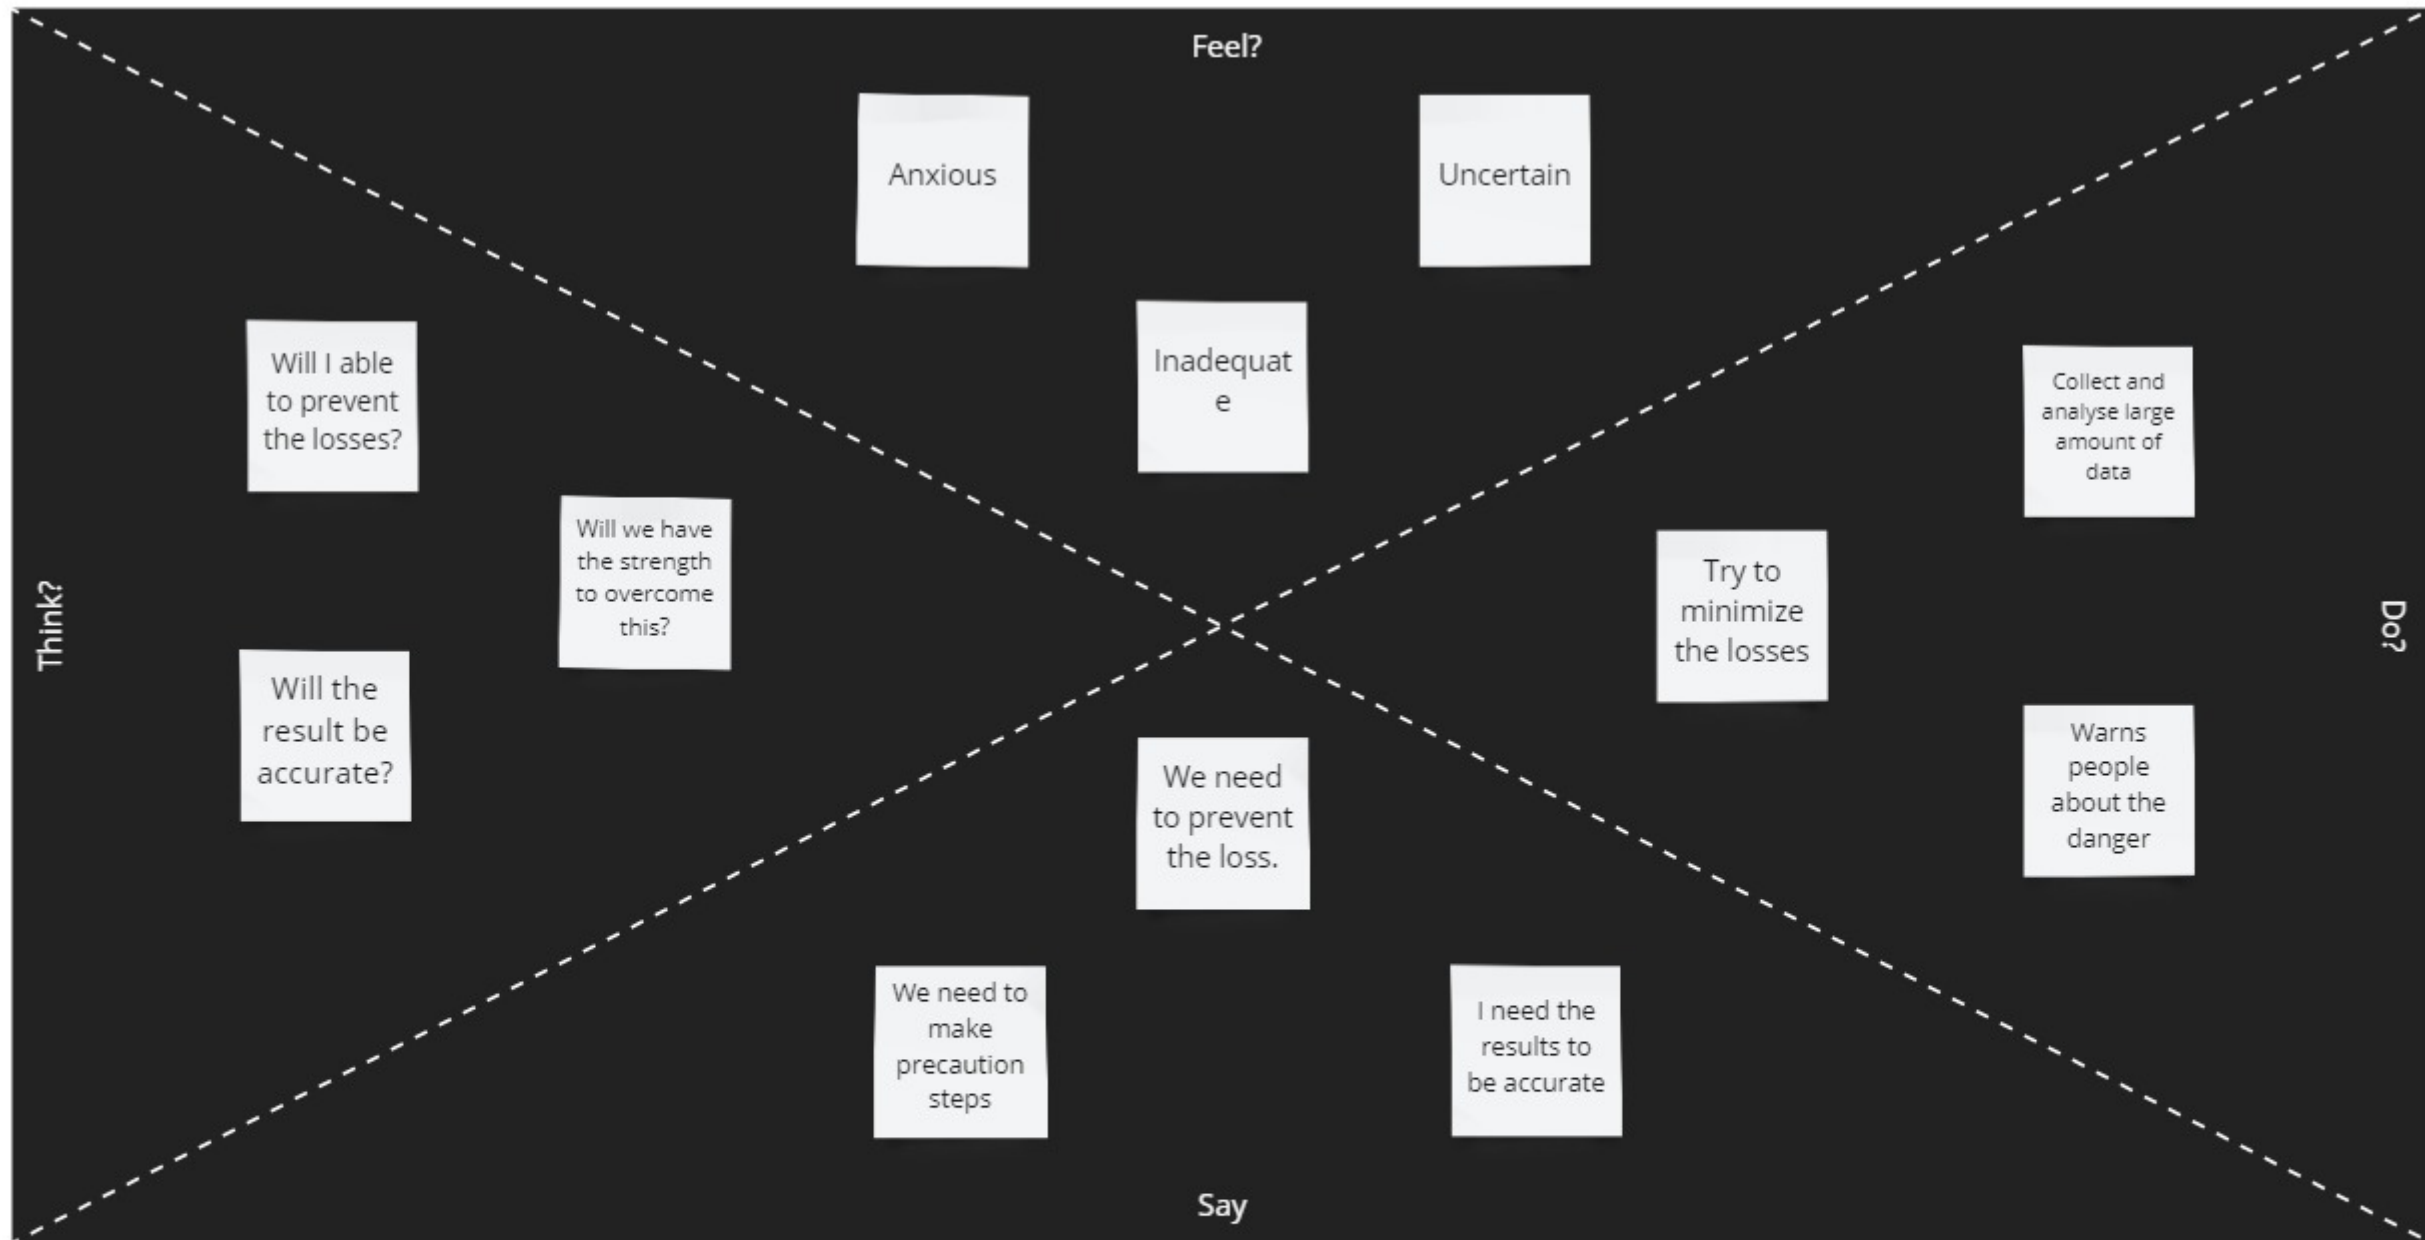 Feel?
Anxious
Uncertain
Inadequat
e
Think?
Will I able
to prevent
the losses?
Will we have
the strength
to overcome
this?
Will the
result be
accurate?
Do?
Collect and
analyse large
amount of
data
Try to
minimize
the losses
Warns
people
about the
danger
We need
to prevent
the loss.
We need to
make
precaution
steps
I need the
results to
be accurate
Say